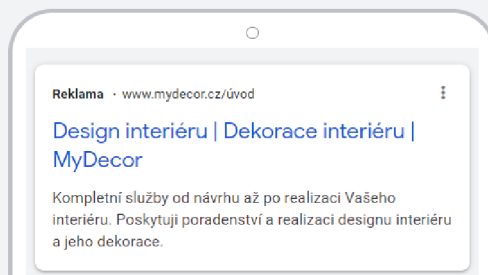 Reklama · www.mydecor.cz/úvod
Design interiéru | Dekorace interiéru |
MyDecor
Kompletní služby od návrhu až po realizaci Vašeho
interiéru. Poskytuji poradenství a realizaci designu interiéru
a jeho dekorace.